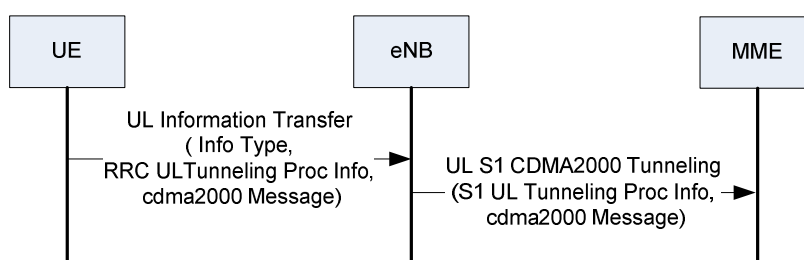 UE
eNB
MME
UL Information Transfer
( Info Type,
RRC ULTunneling Proc Info,
cdma2000 Message)
UL S1 CDMA2000 Tunneling
(S1 UL Tunneling Proc Info,
cdma2000 Message)